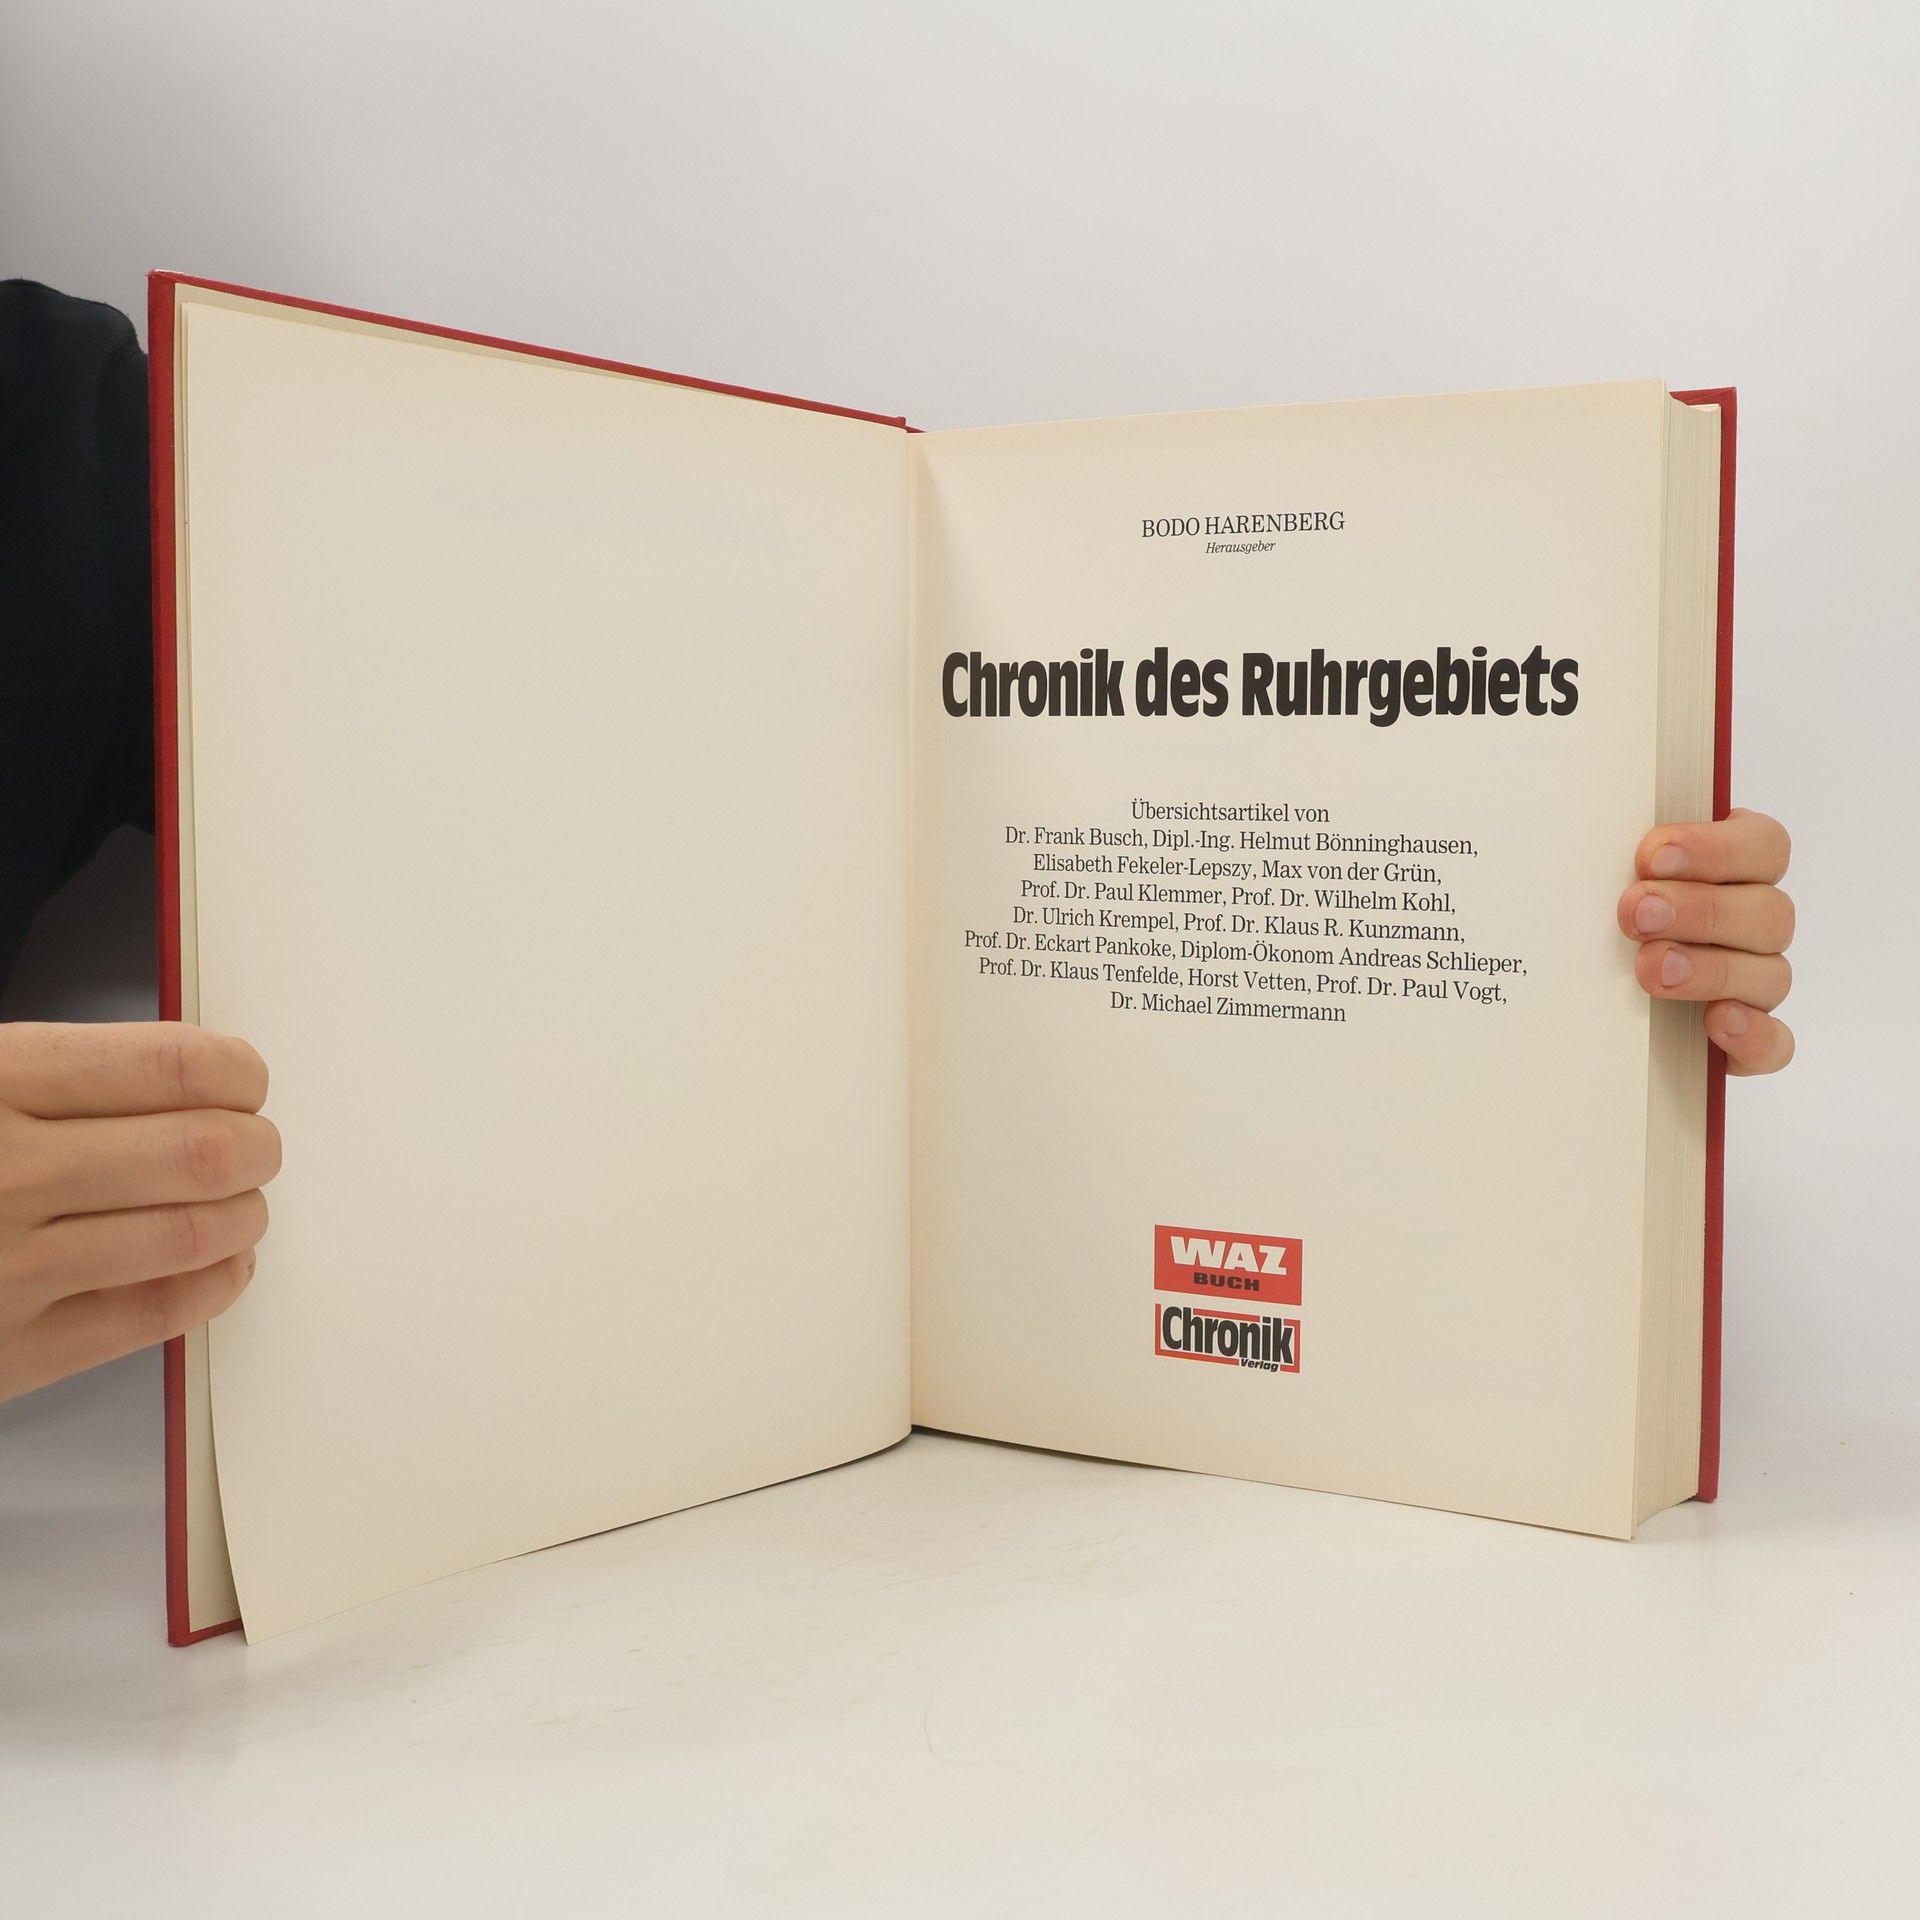 BODO HARENBERG
Herausgeber
Chronik des Ruhrgebiets
Übersichtsartikel von
Dr. Frank Busch, Dipl.-Ing. Helmut Bönninghausen,
Elisabeth Fekeler-Lepszy, Max von der Grün,
Prof. Dr. Paul Klemmer, Prof. Dr. Wilhelm Kohl,
Dr. Ulrich Krempel, Prof. Dr. Klaus R. Kunzmann,
Prof. Dr. Eckart Pankoke, Diplom-Ökonom Andreas Schlieper,
Prof. Dr. Klaus Tenfelde, Horst Vetten, Prof. Dr. Paul Vogt,
Dr. Michael Zimmermann
WAZ
BUCH
Chronik
Verlag